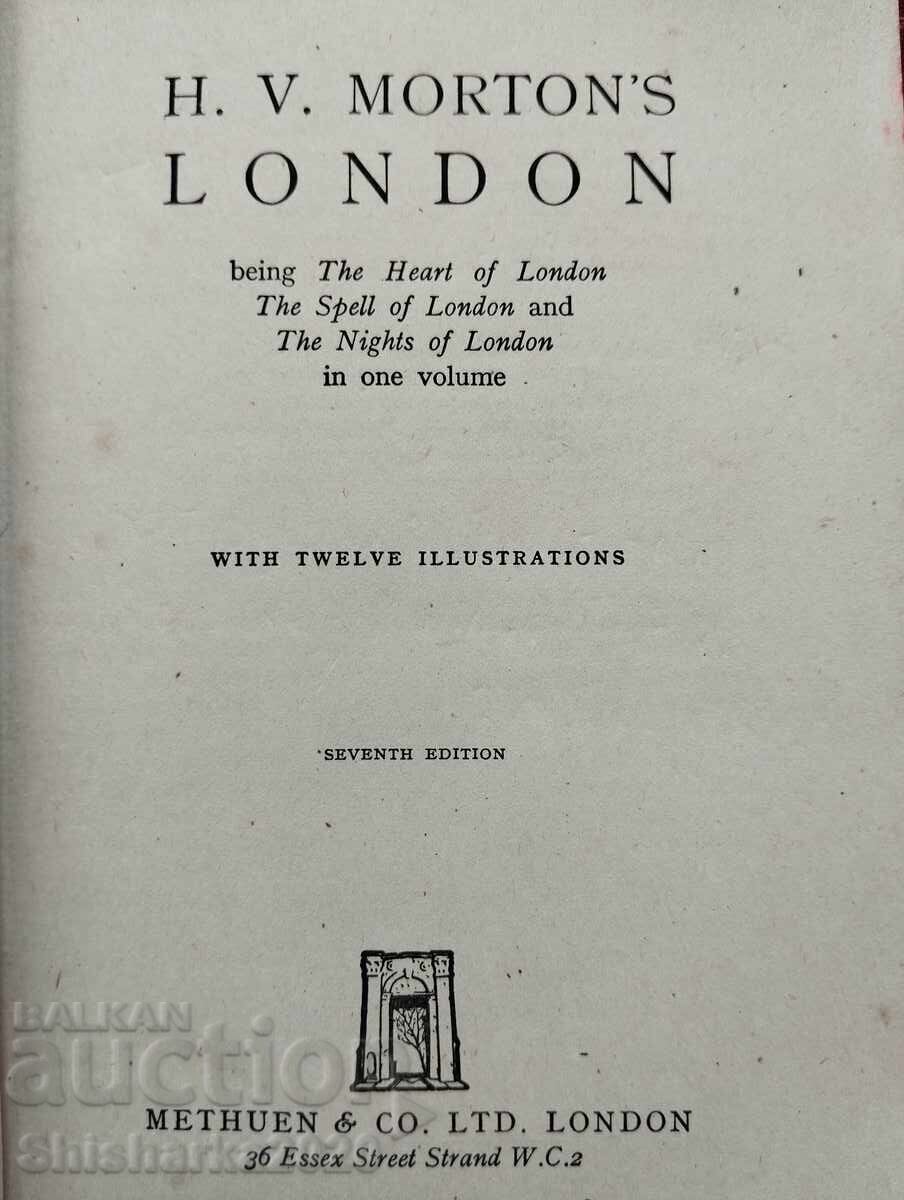 H. V. MORTON'S
LONDON
being The Heart of London
The Spell of London and
The Nights of London
in one volume
WITH TWELVE ILLUSTRATIONS
SEVENTH EDITION
BALKAN
auction
METHUEN & CO. LTD. LONDON
36 Essex Street Strand W.C.2